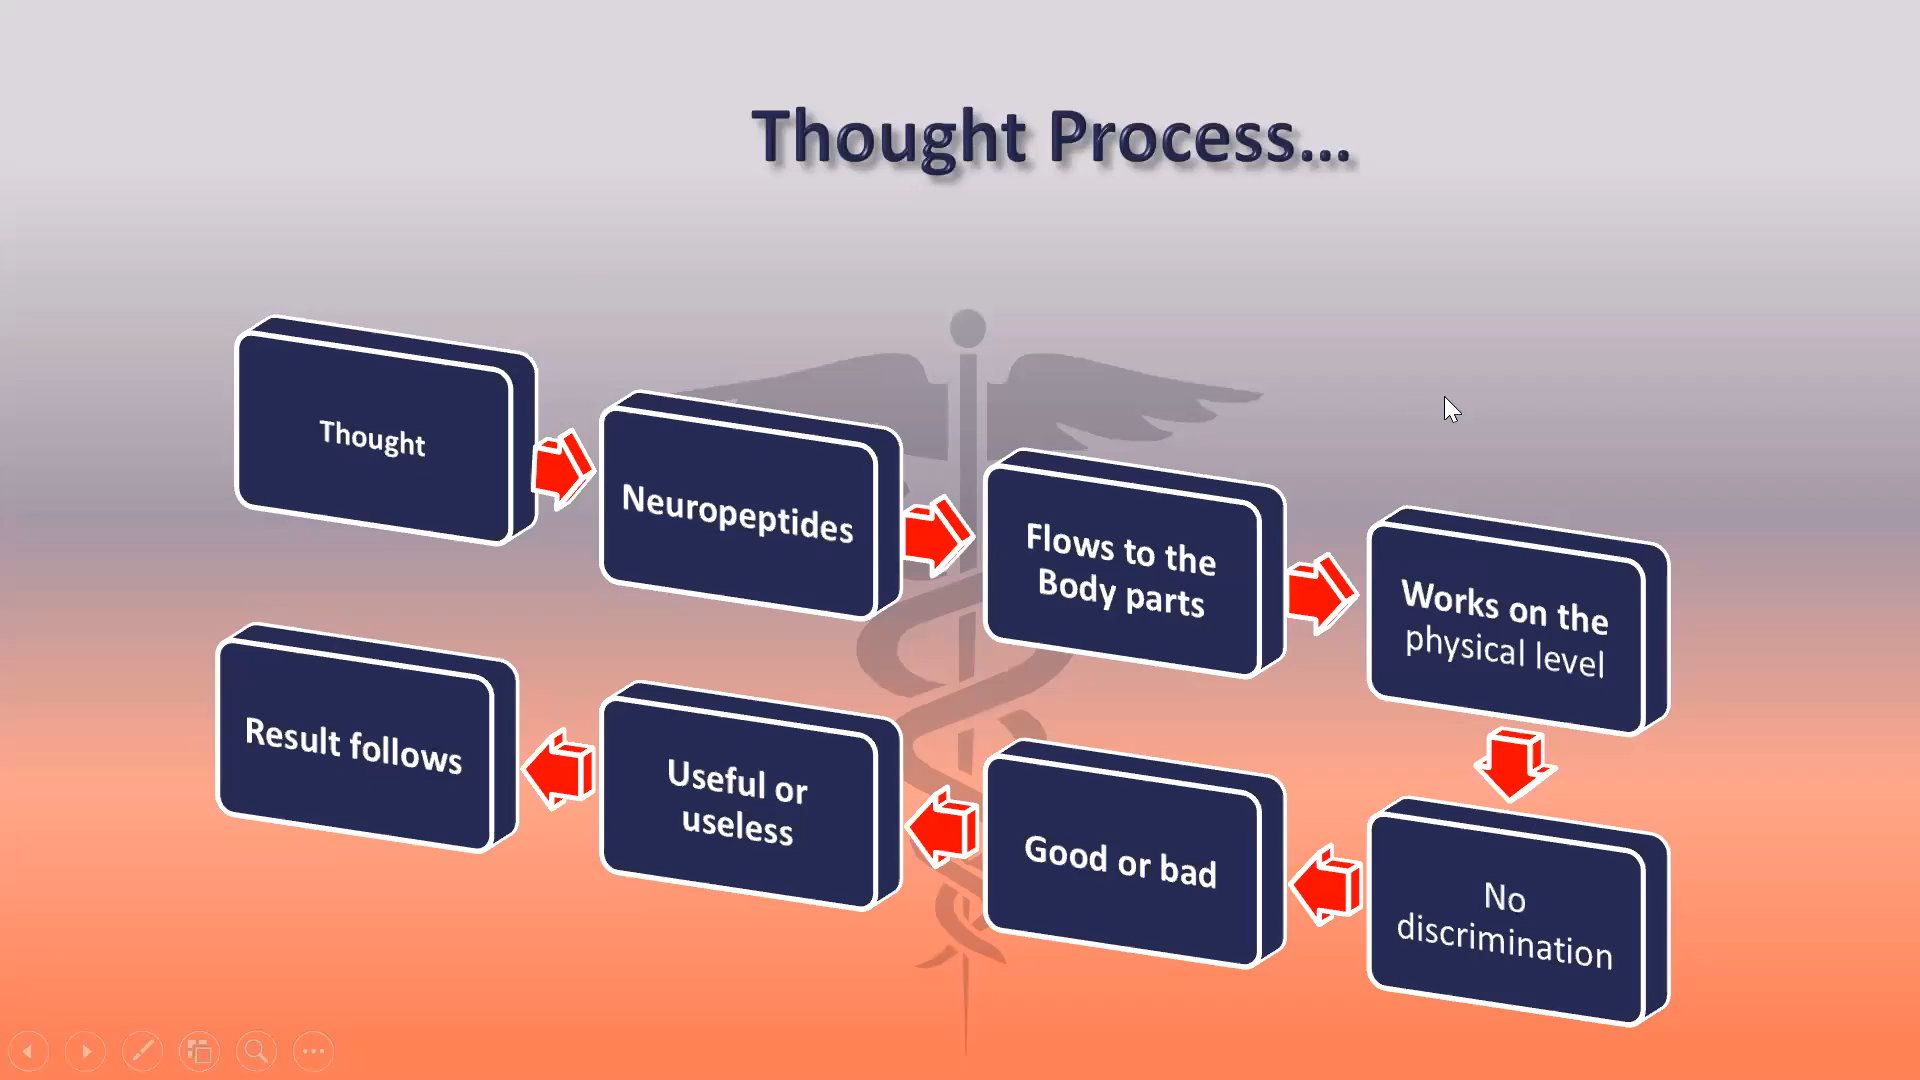 Thought Process...
Thought
Neuropeptides
Flows to the
Body parts
Works on the
physical level
No
discrimination
Good or bad
Useful or
useless
Result follows